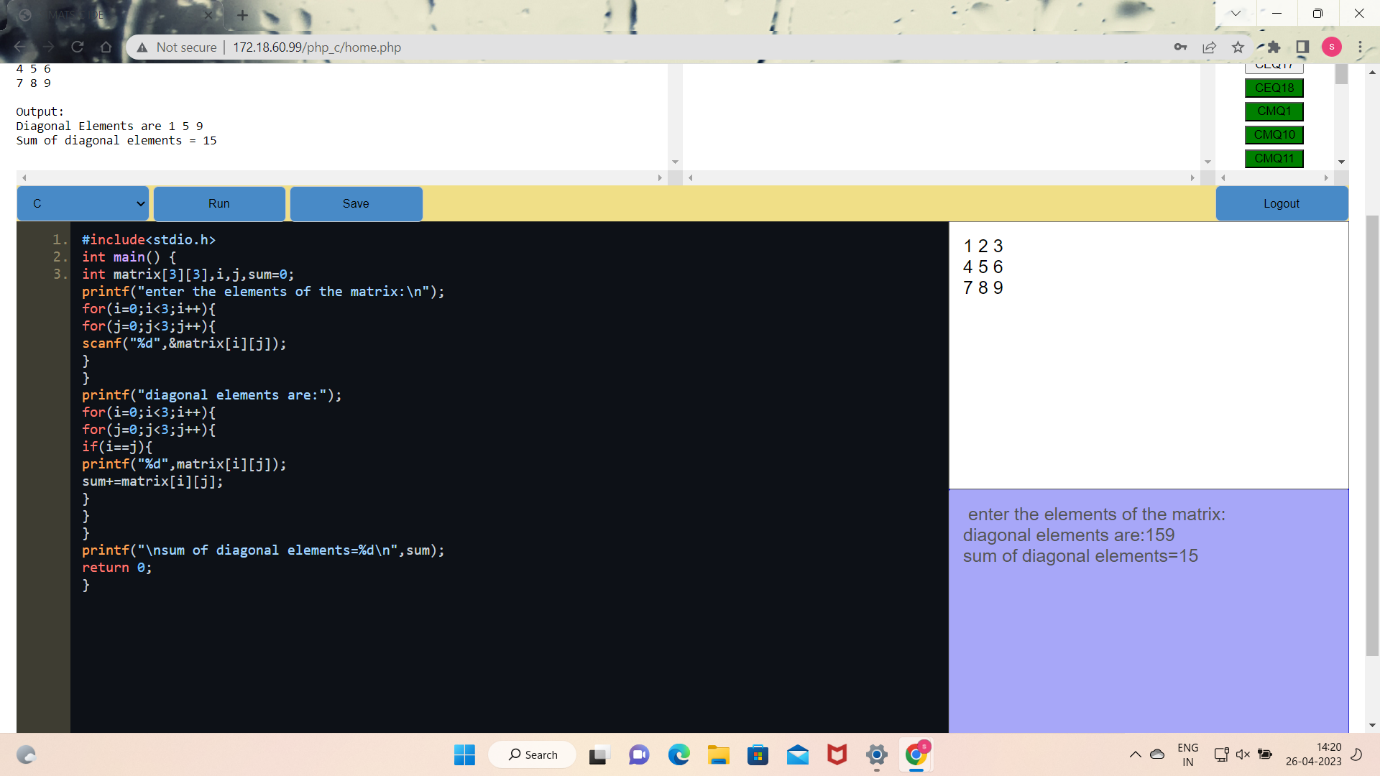 Not secure | 172.18.60.99/php_c/home.php
S
4 5 6
7 8 9
Output:
Diagonal Elements are 1 5 9
Sum of diagonal elements = 15
CEQ17
CEQ18
CMQ1
CMQ10
CMQ11
C
Run
Save
Logout
1. #include<stdio.h>
2. int main() {
3. int matrix[3][3],i,j,sum=0;
printf("enter the elements of the matrix:\n");
for(i=0;i<3;i++){
for(j=0;j<3;j++){
scanf("%d",&matrix[i][j]);
}
}
printf("diagonal elements are:");
for(i=0;i<3;i++){
for(j=0;j<3;j++){
if(i==j){
printf("%d",matrix[i][j]);
sum+=matrix[i][j];
}
}
}
printf("\nsum of diagonal elements=%d\n",sum);
return 0;
}
1 2 3
4 5 6
7 8 9
enter the elements of the matrix:
diagonal elements are:159
sum of diagonal elements=15
Search
S
ENG
IN
14:20
26-04-2023